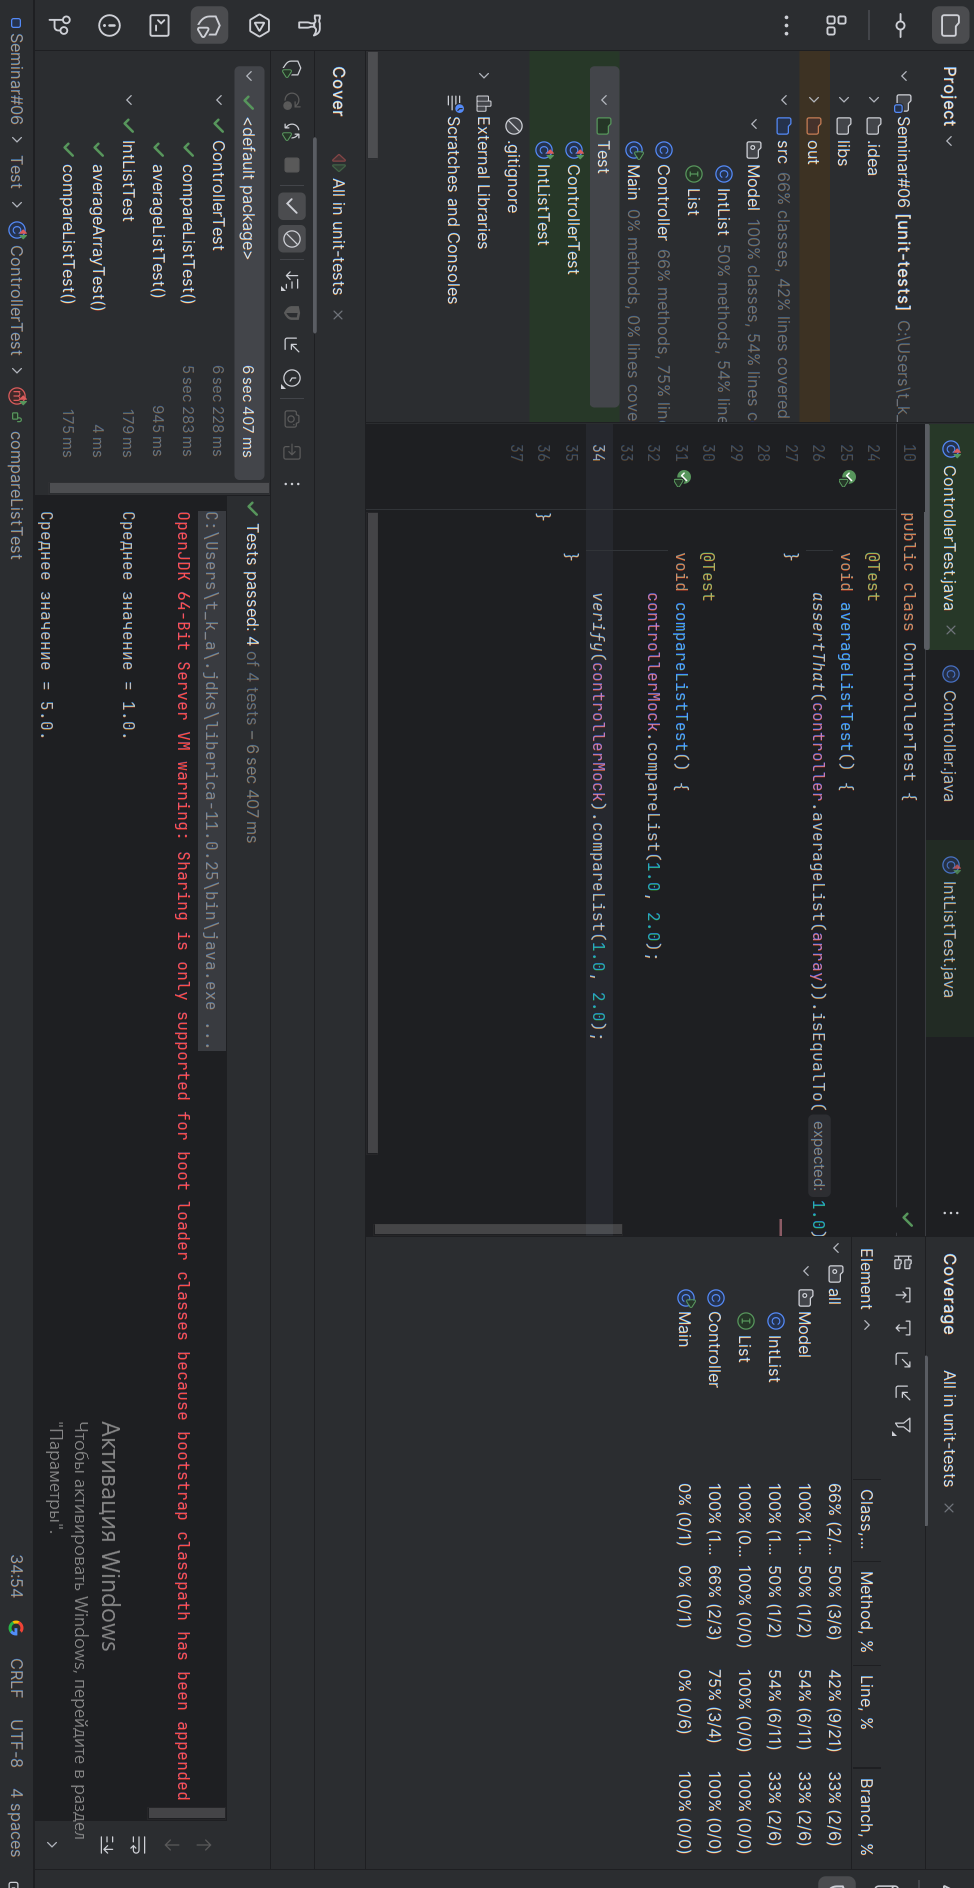 Project
Seminar#06 [unit-tests] C:\Users\t_k_
.idea
libs
out
src 66% classes, 42% lines covered
Model 100% classes, 54% lines c
IntList 50% methods, 54% line
List
Controller 66% methods, 75% line
Main 0% methods, 0% lines cove
Test
ControllerTest
IntListTest
.gitignore
External Libraries
Scratches and Consoles
ControllerTest.java
Controller.java
IntListTest.java
10 public class ControllerTest {
24 @Test
25 void averageListTest() {
26 assertThat(controller.averageList(array)).isEqualTo( expected: 1.0)
27 }
28
29
30 @Test
31 void compareListTest() {
32 controllerMock.compareList(1.0, 2.0);
33
34 verify(controllerMock).compareList(1.0, 2.0);
35 }
36 }
37
Coverage All in unit-tests
Element Class,... Method, % Line, % Branch, %
all 66% (2/... 50% (3/6) 42% (9/21) 33% (2/6)
Model 100% (1... 50% (1/2) 54% (6/11) 33% (2/6)
IntList 100% (1... 50% (1/2) 54% (6/11) 33% (2/6)
List 100% (0... 100% (0/0) 100% (0/0) 100% (0/0)
Controller 100% (1... 66% (2/3) 75% (3/4) 100% (0/0)
Main 0% (0/1) 0% (0/1) 0% (0/6) 100% (0/0)
Cover All in unit-tests
<default package> 6 sec 407 ms
ControllerTest 6 sec 228 ms
compareListTest() 5 sec 283 ms
averageListTest() 945 ms
IntListTest 179 ms
averageArrayTest() 4 ms
compareListTest() 175 ms
Tests passed: 4 of 4 tests – 6 sec 407 ms
C:\Users\t_k_a\.jdks\liberica-11.0.25\bin\java.exe ...
OpenJDK 64-Bit Server VM warning: Sharing is only supported for boot loader classes because bootstrap classpath has been appended
Среднее значение = 1.0.
Среднее значение = 5.0.
Активация Windows
Чтобы активировать Windows, перейдите в раздел
"Параметры".
Seminar#06 > Test > ControllerTest > compareListTest
34:54 CRLF UTF-8 4 spaces